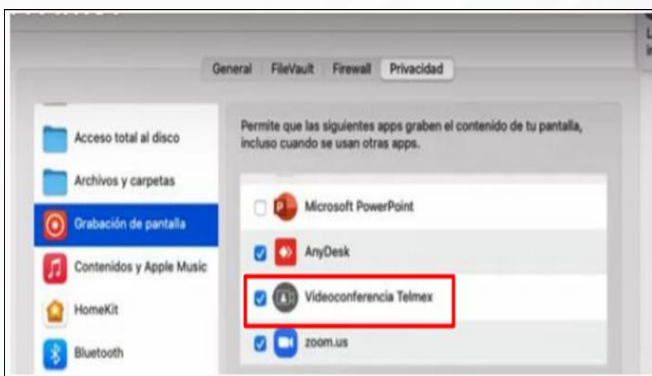 General FileVault Firewall Privacidad
Acceso total al disco
Archivos y carpetas
Grabación de pantalla
Contenidos y Apple Music
HomeKit
Bluetooth
Permite que las siguientes apps graben el contenido de tu pantalla,
incluso cuando se usan otras apps.
Microsoft PowerPoint
AnyDesk
Videoconferencia Telmex
zoom.us